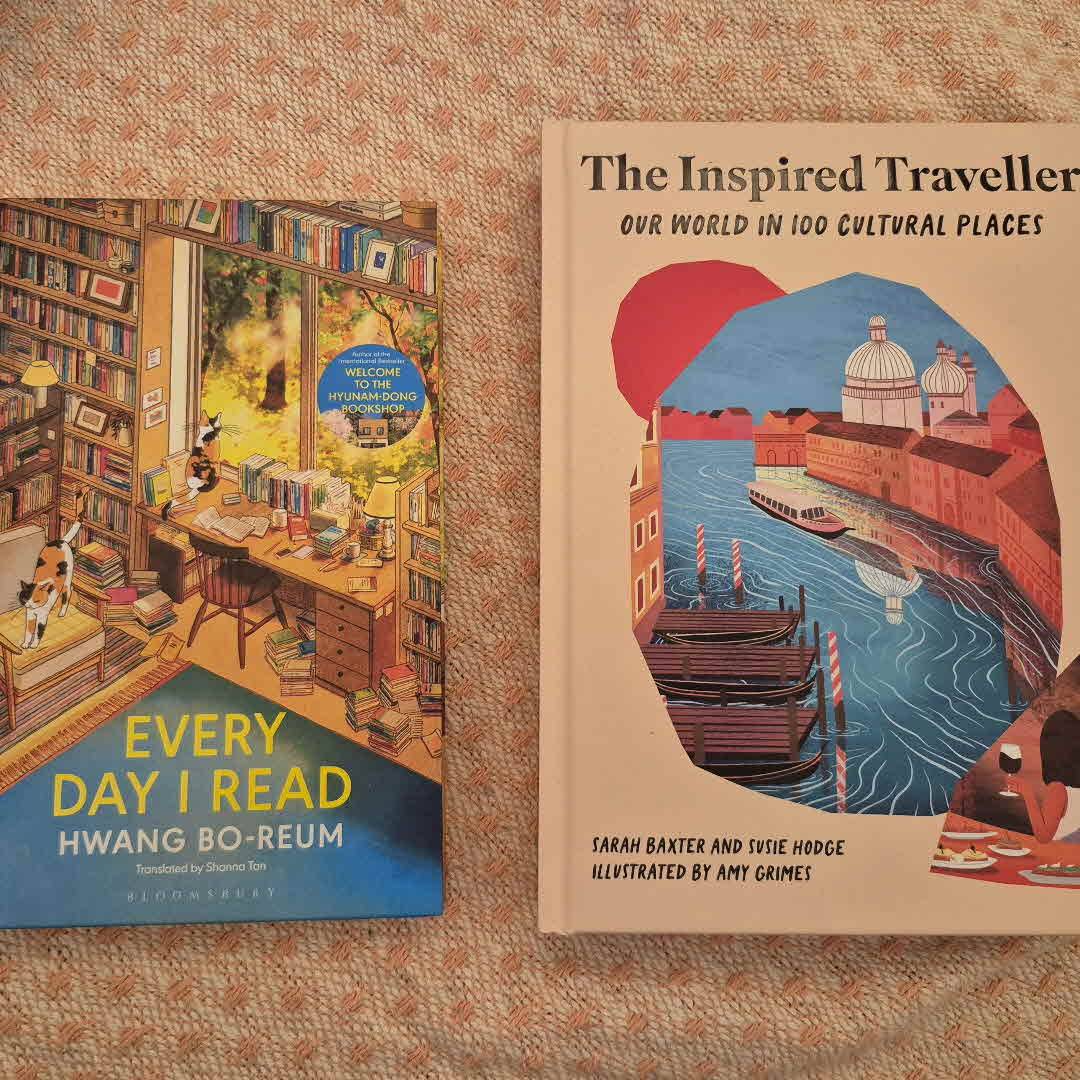 Author of the
International Bestseller
WELCOME
TO THE
HYUNAM-DONG
BOOKSHOP
EVERY
DAY I READ
HWANG BO-REUM
Translated by Shanna Tan
BLOOMSBURY
The Inspired Traveller
OUR WORLD IN 100 CULTURAL PLACES
SARAH BAXTER AND SUSIE HODGE
ILLUSTRATED BY AMY GRIMES